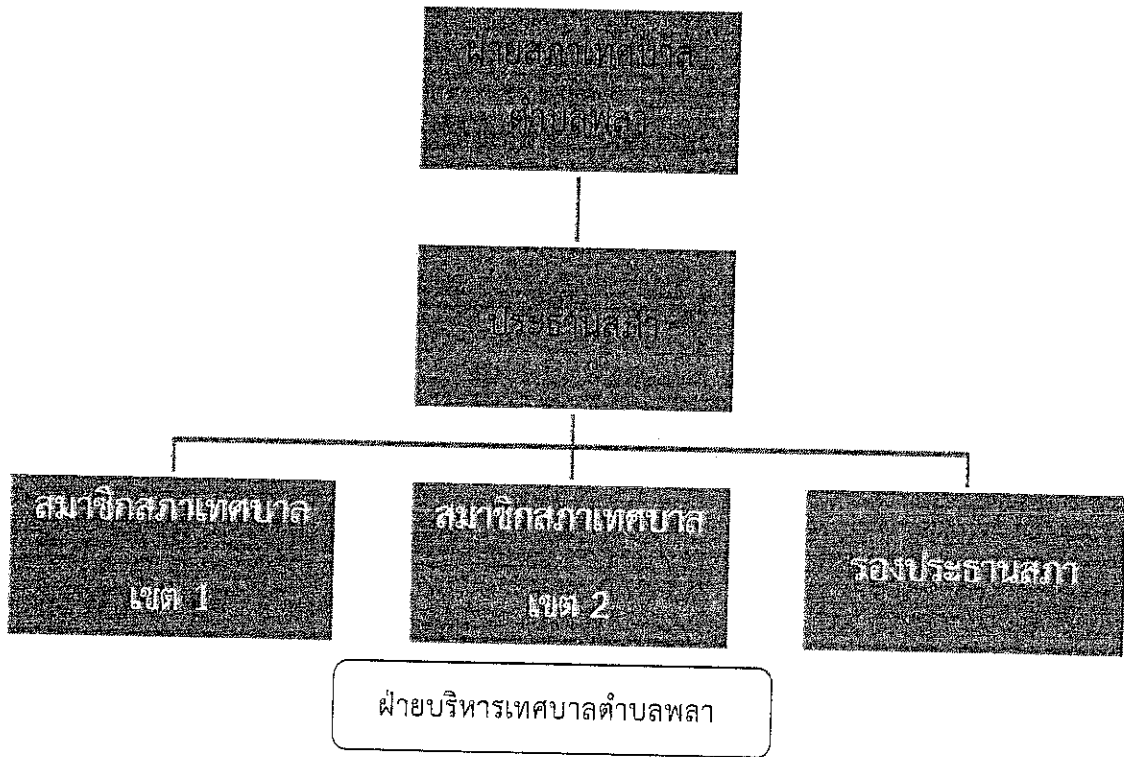 ฝ่ายสภาเทศบาล
ตำบลพลา
ประธานสภา
สมาชิกสภาเทศบาล
เขต 1
สมาชิกสภาเทศบาล
เขต 2
รองประธานสภา
ฝ่ายบริหารเทศบาลตำบลพลา